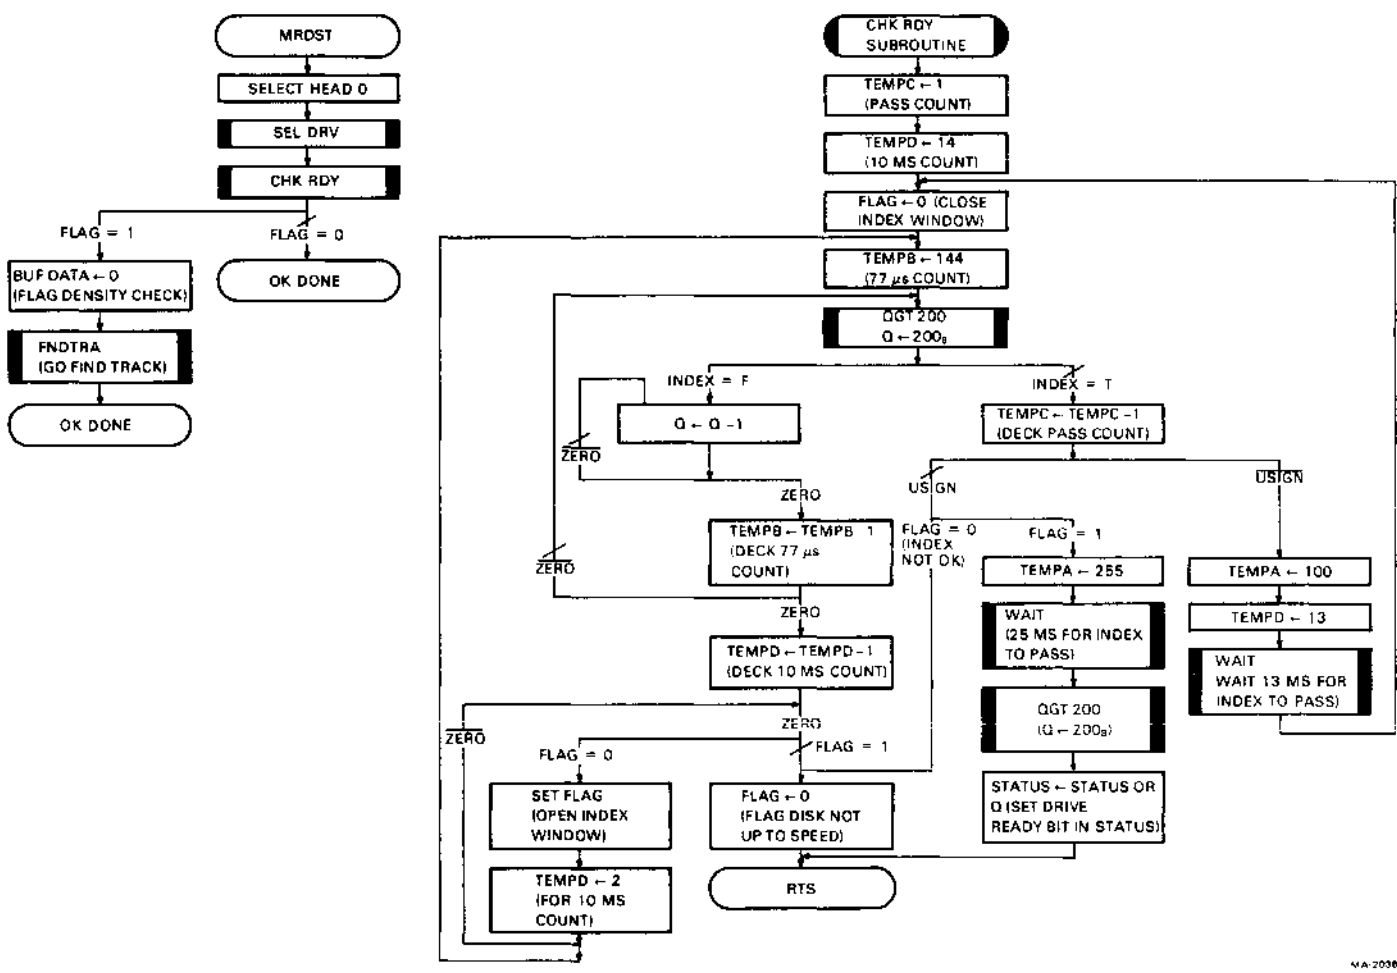 MRDST
SELECT HEAD 0
SEL DRV
CHK RDY
FLAG = 1
FLAG = 0
BUF DATA ← 0
(FLAG DENSITY CHECK)
OK DONE
FNDTRA
(GO FIND TRACK)
OK DONE
CHK RDY
SUBROUTINE
TEMPC ← 1
(PASS COUNT)
TEMPD ← 14
(10 MS COUNT)
FLAG ← 0 (CLOSE
INDEX WINDOW)
TEMPB ← 144
(77 µs COUNT)
QGT 200
Q ← 200₈
INDEX = F
INDEX = T
Q ← Q -1
Z̅E̅R̅O̅
ZERO
TEMPC ← TEMPC -1
(DECK PASS COUNT)
USIGN
U̅S̅I̅G̅N̅
TEMPB ← TEMPB 1
(DECK 77 µs
COUNT)
Z̅E̅R̅O̅
ZERO
FLAG = 0
(INDEX
NOT OK)
FLAG = 1
TEMPA ← 255
WAIT
(25 MS FOR INDEX
TO PASS)
QGT 200
(Q ← 200₈)
STATUS ← STATUS OR
Q (SET DRIVE
READY BIT IN STATUS)
TEMPA ← 100
TEMPD ← 13
WAIT
WAIT 13 MS FOR
INDEX TO PASS)
TEMPD ← TEMPD -1
(DECK 10 MS COUNT)
Z̅E̅R̅O̅
ZERO
FLAG = 0
FLAG = 1
SET FLAG
(OPEN INDEX
WINDOW)
TEMPD ← 2
(FOR 10 MS
COUNT)
FLAG ← 0
(FLAG DISK NOT
UP TO SPEED)
RTS
MA-2038